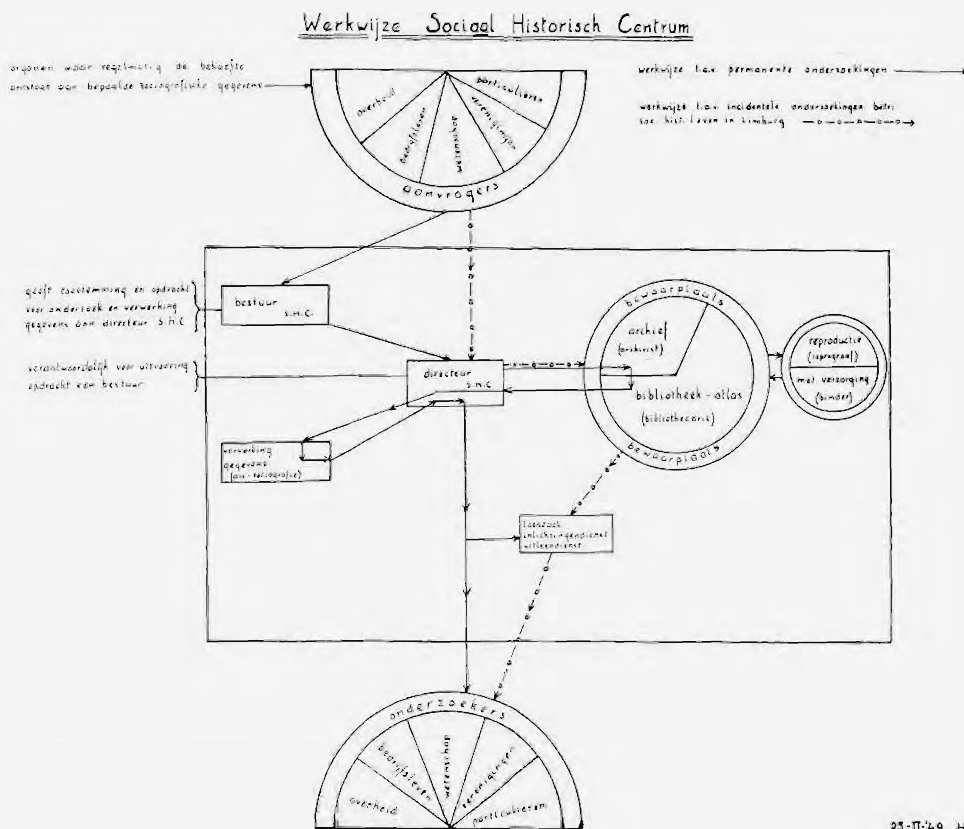 Werkwijze Sociaal Historisch Centrum
organen waar regelmatig de behoefte
ontstaat aan bepaalde sociografische gegevens
werkwijze t.a.v. permanente onderzoekingen
werkwijze t.a.v. incidentele onderzoekingen betr.
soc. hist. leven in Limburg
overheid
bedrijfsleven
wetenschap
verenigingen
particulieren
aanvragers
geeft toestemming en opdracht
voor onderzoek en verwerking
gegevens aan directeur S.H.C
bestuur
S.H.C.
verantwoordelijk voor uitvoering
opdracht van bestuur
directeur
S.H.C
bewaarplaats
archief
(archivist)
bibliotheek-atlas
(bibliothecaris)
bewaarplaats
reproductie
mat. verzorging
(binder)
verwerking
gegevens
leeszaal
inlichtingendienst
uitleendienst
onderzoekers
overheid
bedrijfsleven
wetenschap
verenigingen
particulieren